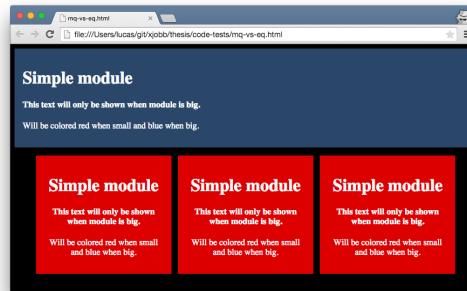 mq-vs-eq.html
file:///Users/lucas/git/xjobb/thesis/code-tests/mq-vs-eq.html
Simple module
This text will only be shown when module is big.
Will be colored red when small and blue when big.
Simple module
This text will only be shown
when module is big.
Will be colored red when small
and blue when big.
Simple module
This text will only be shown
when module is big.
Will be colored red when small
and blue when big.
Simple module
This text will only be shown
when module is big.
Will be colored red when small
and blue when big.